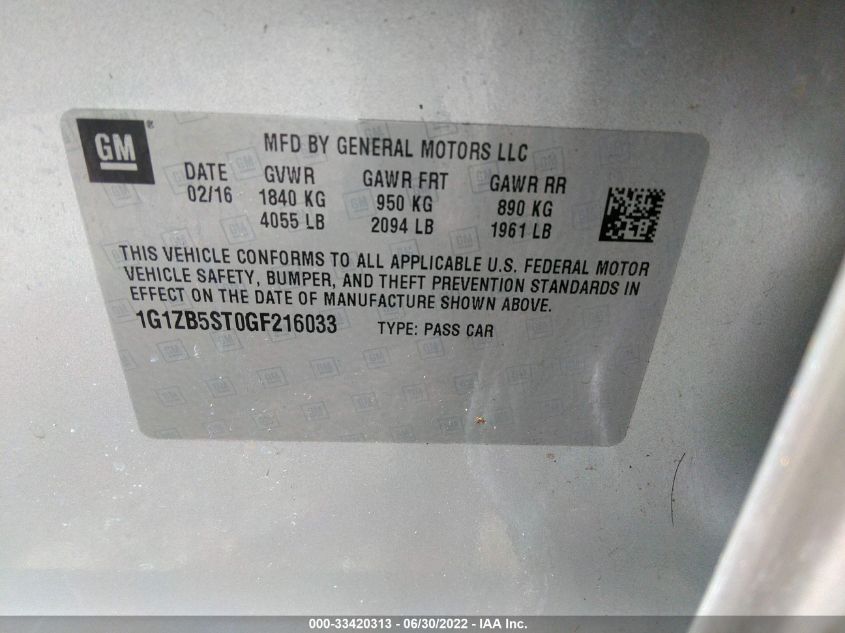 GM
MFD BY GENERAL MOTORS LLC
DATE GVWR GAWR FRT GAWR RR
02/16 1840 KG 950 KG 890 KG
4055 LB 2094 LB 1961 LB
THIS VEHICLE CONFORMS TO ALL APPLICABLE U.S. FEDERAL MOTOR
VEHICLE SAFETY, BUMPER, AND THEFT PREVENTION STANDARDS IN
EFFECT ON THE DATE OF MANUFACTURE SHOWN ABOVE.
1G1ZB5ST0GF216033 TYPE: PASS CAR
000-33420313 - 06/30/2022 - IAA Inc.